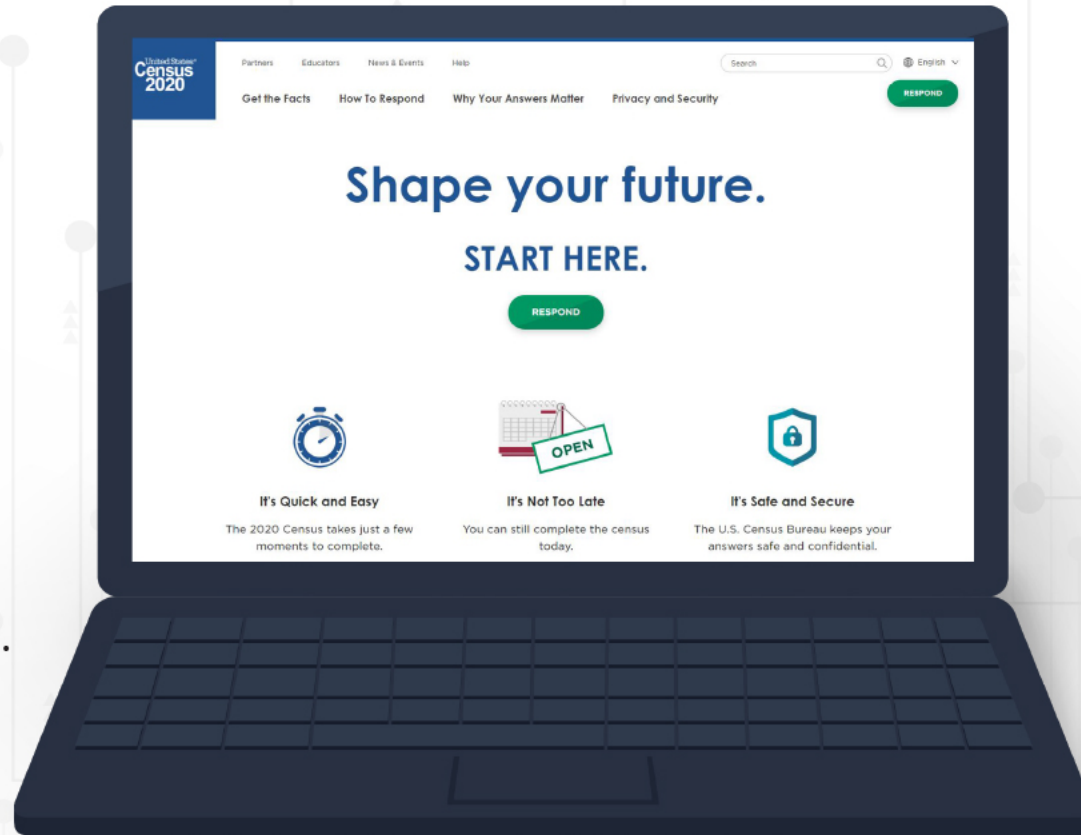 United States®
Census
2020
Partners Educators News & Events Help
Search
English
Get the Facts How To Respond Why Your Answers Matter Privacy and Security
RESPOND
Shape your future.
START HERE.
RESPOND
OPEN
It's Quick and Easy
The 2020 Census takes just a few
moments to complete.
It's Not Too Late
You can still complete the census
today.
It's Safe and Secure
The U.S. Census Bureau keeps your
answers safe and confidential.
.